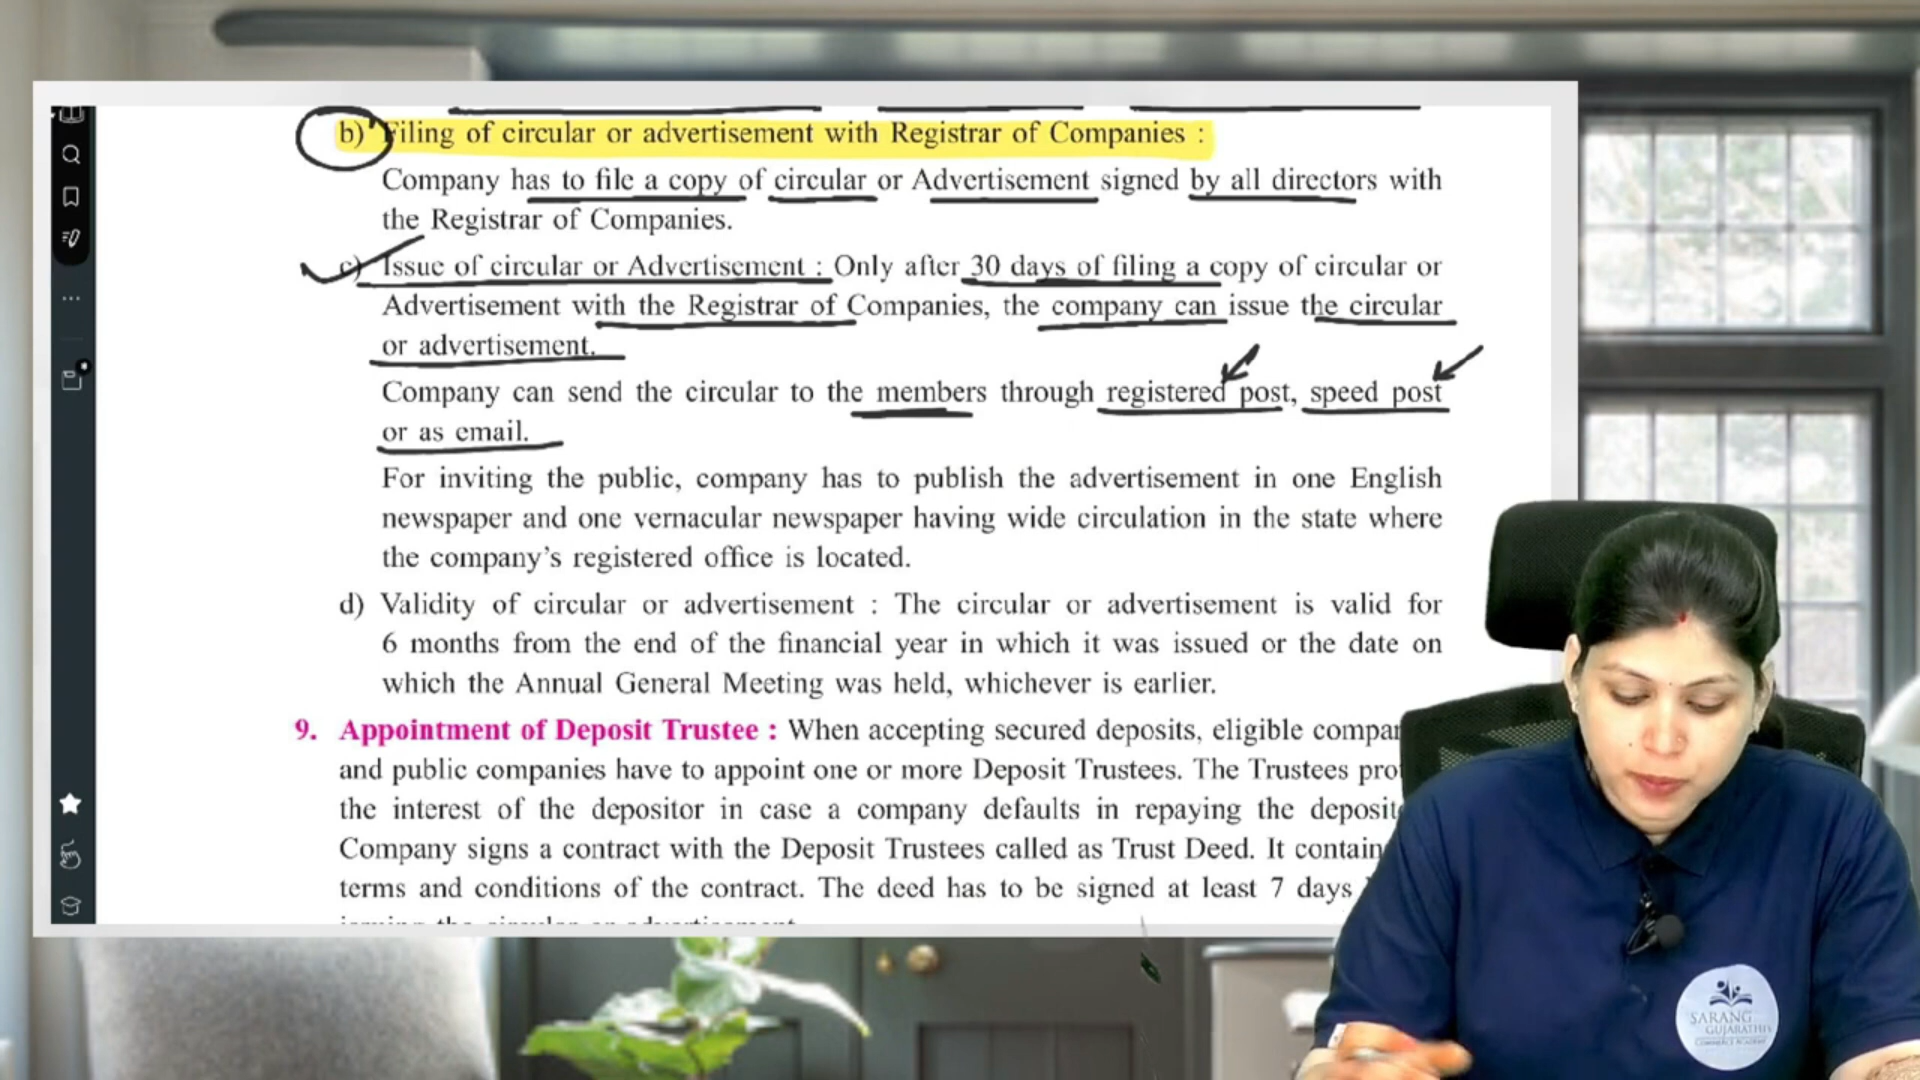 b) Filing of circular or advertisement with Registrar of Companies :
Company has to file a copy of circular or Advertisement signed by all directors with
the Registrar of Companies.
c) Issue of circular or Advertisement : Only after 30 days of filing a copy of circular or
Advertisement with the Registrar of Companies, the company can issue the circular
or advertisement.
Company can send the circular to the members through registered post, speed post
or as email.
For inviting the public, company has to publish the advertisement in one English
newspaper and one vernacular newspaper having wide circulation in the state where
the company's registered office is located.
d) Validity of circular or advertisement : The circular or advertisement is valid for
6 months from the end of the financial year in which it was issued or the date on
which the Annual General Meeting was held, whichever is earlier.
9. Appointment of Deposit Trustee : When accepting secured deposits, eligible
and public companies have to appoint one or more Deposit Trustees. The Trustees
the interest of the depositor in case a company defaults in repaying the
Company signs a contract with the Deposit Trustees called as Trust Deed. It
terms and conditions of the contract. The deed has to be signed at least 7 days
SARANG
GUJARATHIS
COMMERCE ACADEMY